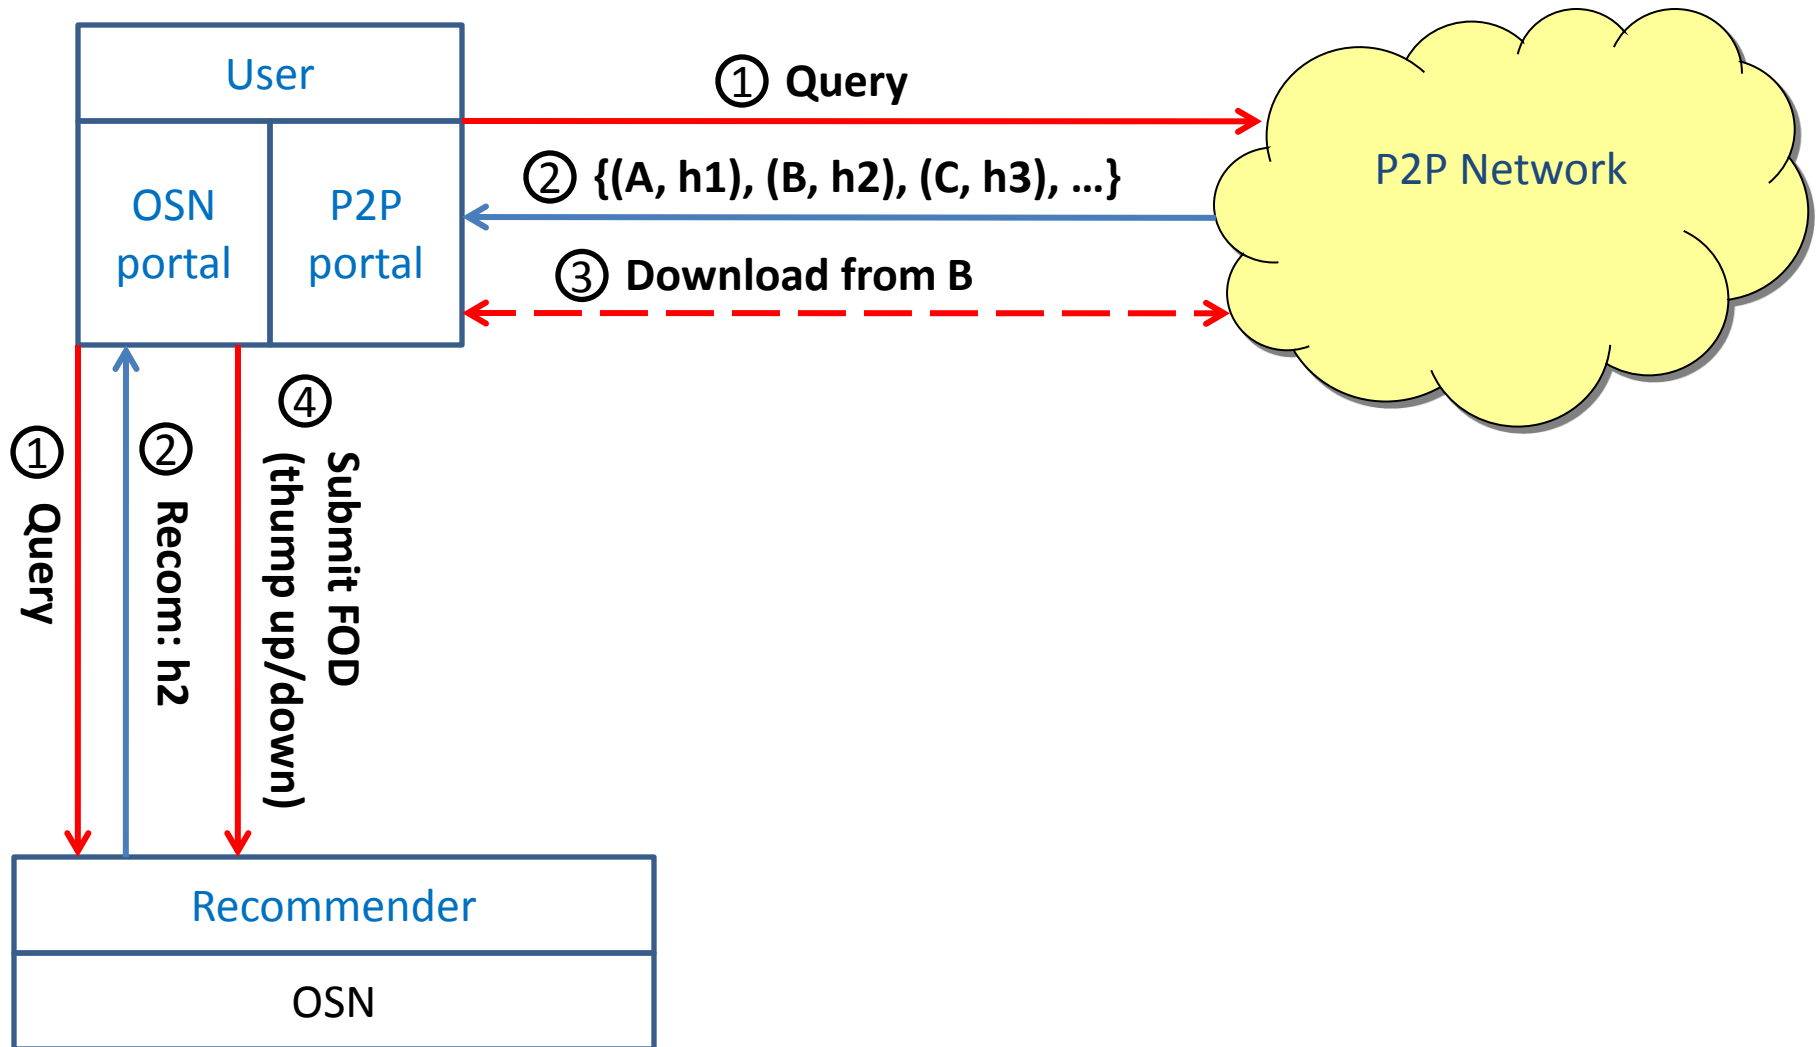 User
OSN
portal
P2P
portal
① Query
② {(A, h1), (B, h2), (C, h3), ...}
③ Download from B
P2P Network
① Query
② Recom: h2
④ Submit FOD
(thump up/down)
Recommender
OSN